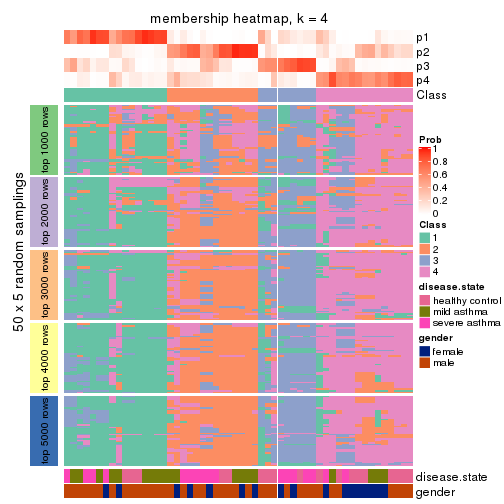 membership heatmap, k = 4
p1
p2
p3
p4
Class
50 x 5 random samplings
top 1000 rows
top 2000 rows
top 3000 rows
top 4000 rows
top 5000 rows
Prob
1
0.8
0.6
0.4
0.2
0
Class
1
2
3
4
disease.state
healthy control
mild asthma
severe asthma
gender
female
male
disease.state
gender